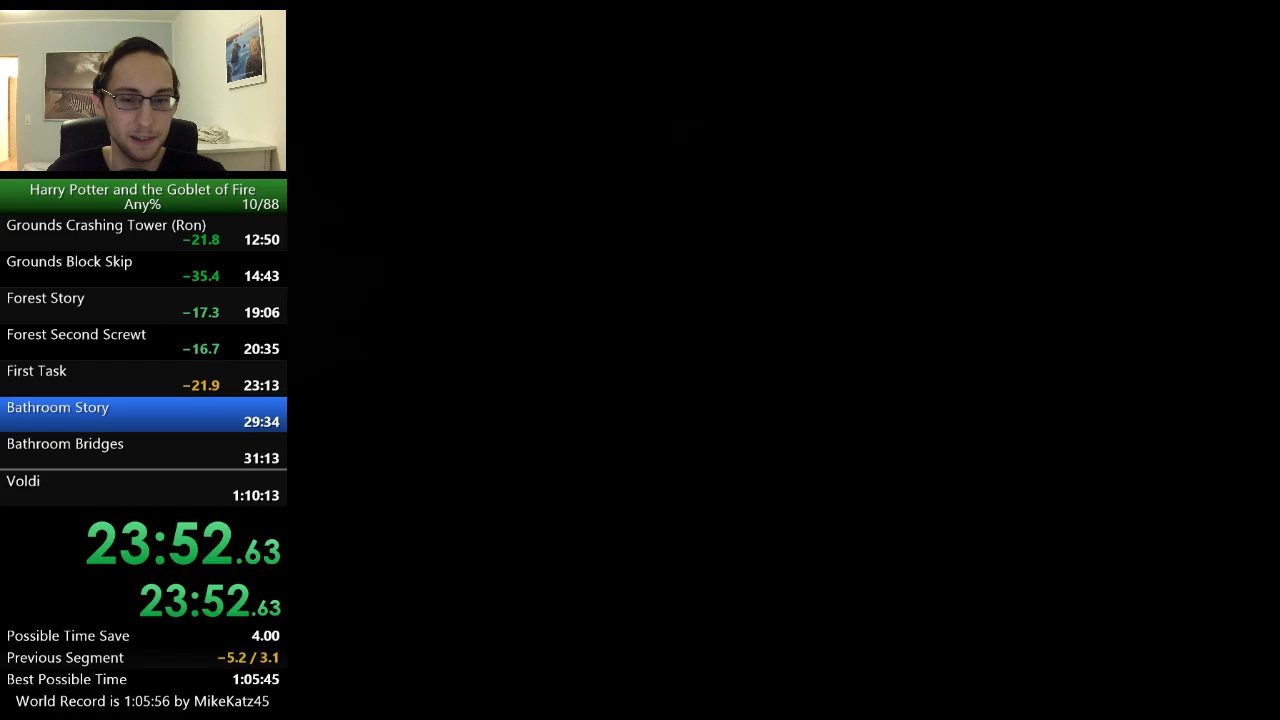 Harry Potter and the Goblet of Fire
Any% 10/88
Grounds Crashing Tower (Ron)
−21.8 12:50
Grounds Block Skip
−35.4 14:43
Forest Story
−17.3 19:06
Forest Second Screwt
−16.7 20:35
First Task
−21.9 23:13
Bathroom Story
29:34
Bathroom Bridges
31:13
Voldi
1:10:13
23:52.63
23:52.63
Possible Time Save 4.00
Previous Segment −5.2 / 3.1
Best Possible Time 1:05:45
World Record is 1:05:56 by MikeKatz45